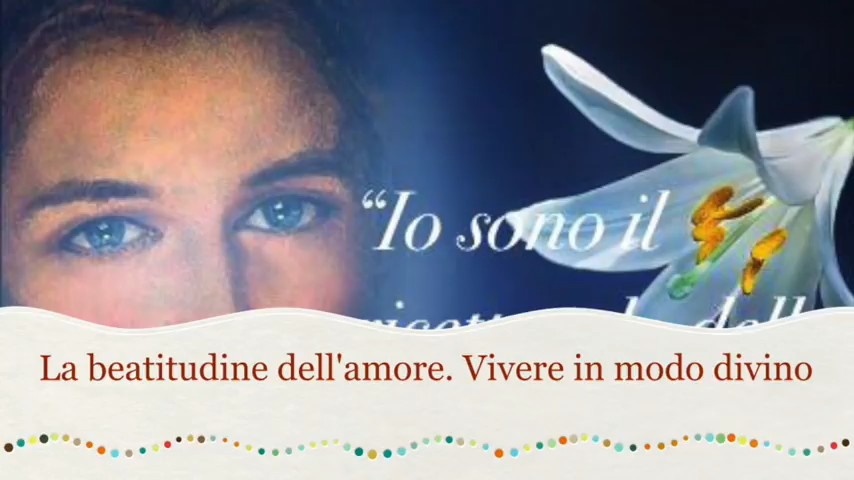 “Io sono il
La beatitudine dell'amore. Vivere in modo divino